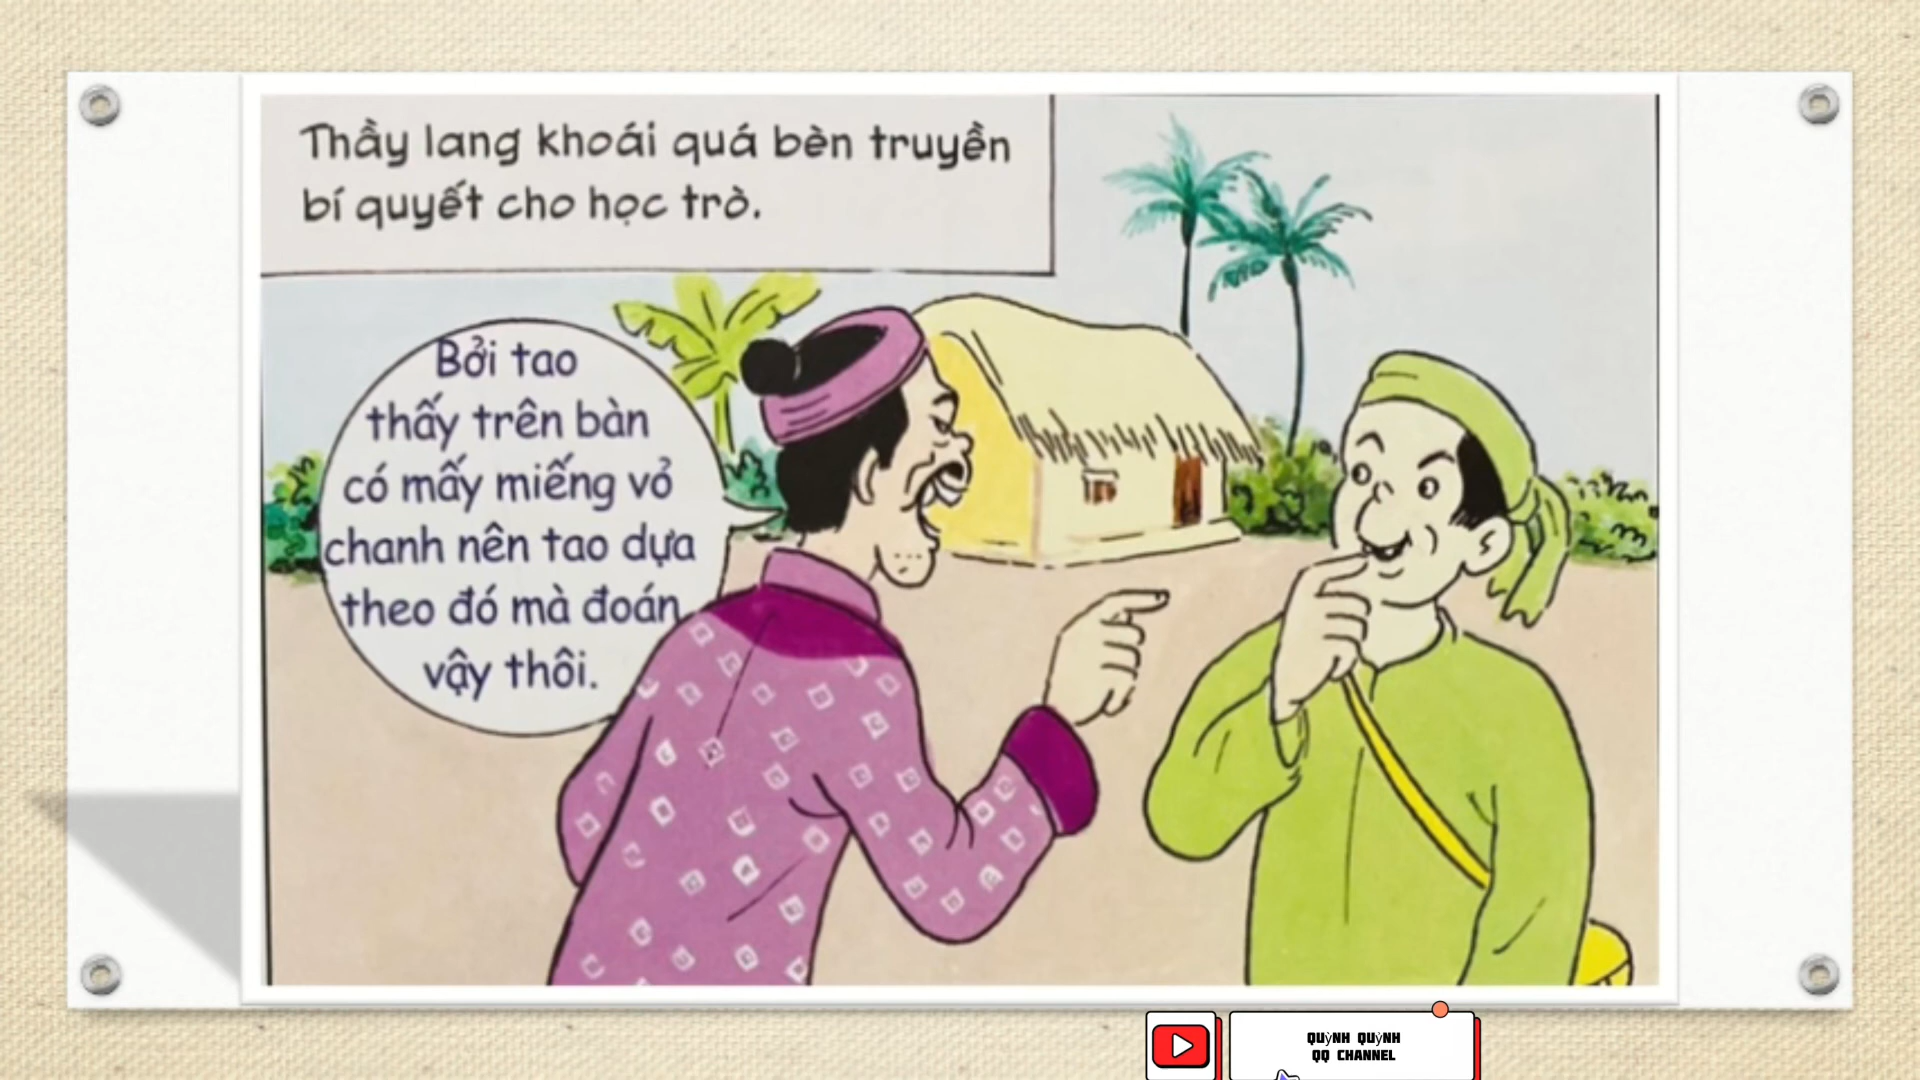 Thầy lang khoái quá bèn truyền
bí quyết cho học trò.
Bởi tao
thấy trên bàn
có mấy miếng vỏ
chanh nên tao dựa
theo đó mà đoán
vậy thôi.
QUỲNH QUỲNH
QQ CHANNEL